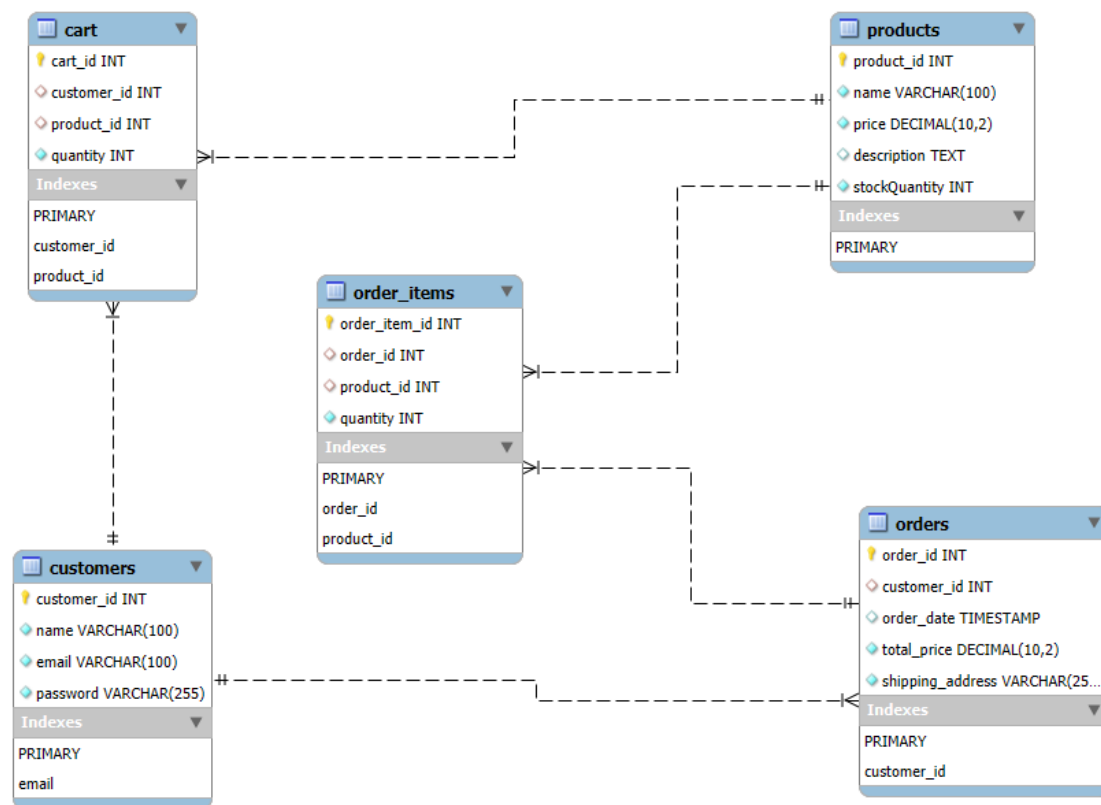 cart
cart_id INT
customer_id INT
product_id INT
quantity INT
Indexes
PRIMARY
customer_id
product_id
products
product_id INT
name VARCHAR(100)
price DECIMAL(10,2)
description TEXT
stockQuantity INT
Indexes
PRIMARY
order_items
order_item_id INT
order_id INT
product_id INT
quantity INT
Indexes
PRIMARY
order_id
product_id
customers
customer_id INT
name VARCHAR(100)
email VARCHAR(100)
password VARCHAR(255)
Indexes
PRIMARY
email
orders
order_id INT
customer_id INT
order_date TIMESTAMP
total_price DECIMAL(10,2)
shipping_address VARCHAR(25...
Indexes
PRIMARY
customer_id